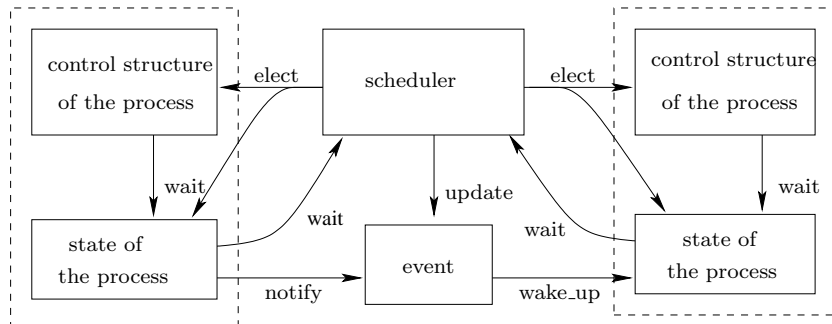 control structure
of the process
elect
scheduler
elect
control structure
of the process
wait
wait
update
wait
wait
state of
the process
notify
event
wake_up
state of
the process